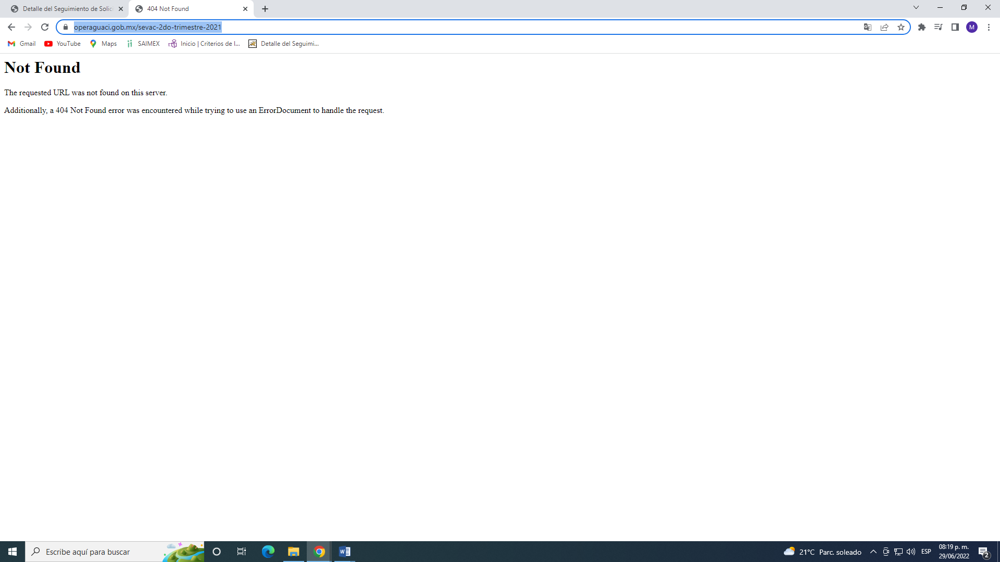 Detalle del Seguimiento de Solici
404 Not Found
operaguaci.gob.mx/sevac-2do-trimestre-2021
M
Gmail
YouTube
Maps
SAIMEX
Inicio | Criterios de I...
Detalle del Seguimi...
Not Found
The requested URL was not found on this server.
Additionally, a 404 Not Found error was encountered while trying to use an ErrorDocument to handle the request.
Escribe aquí para buscar
21°C Parc. soleado
ESP
08:19 p. m.
29/06/2022
2